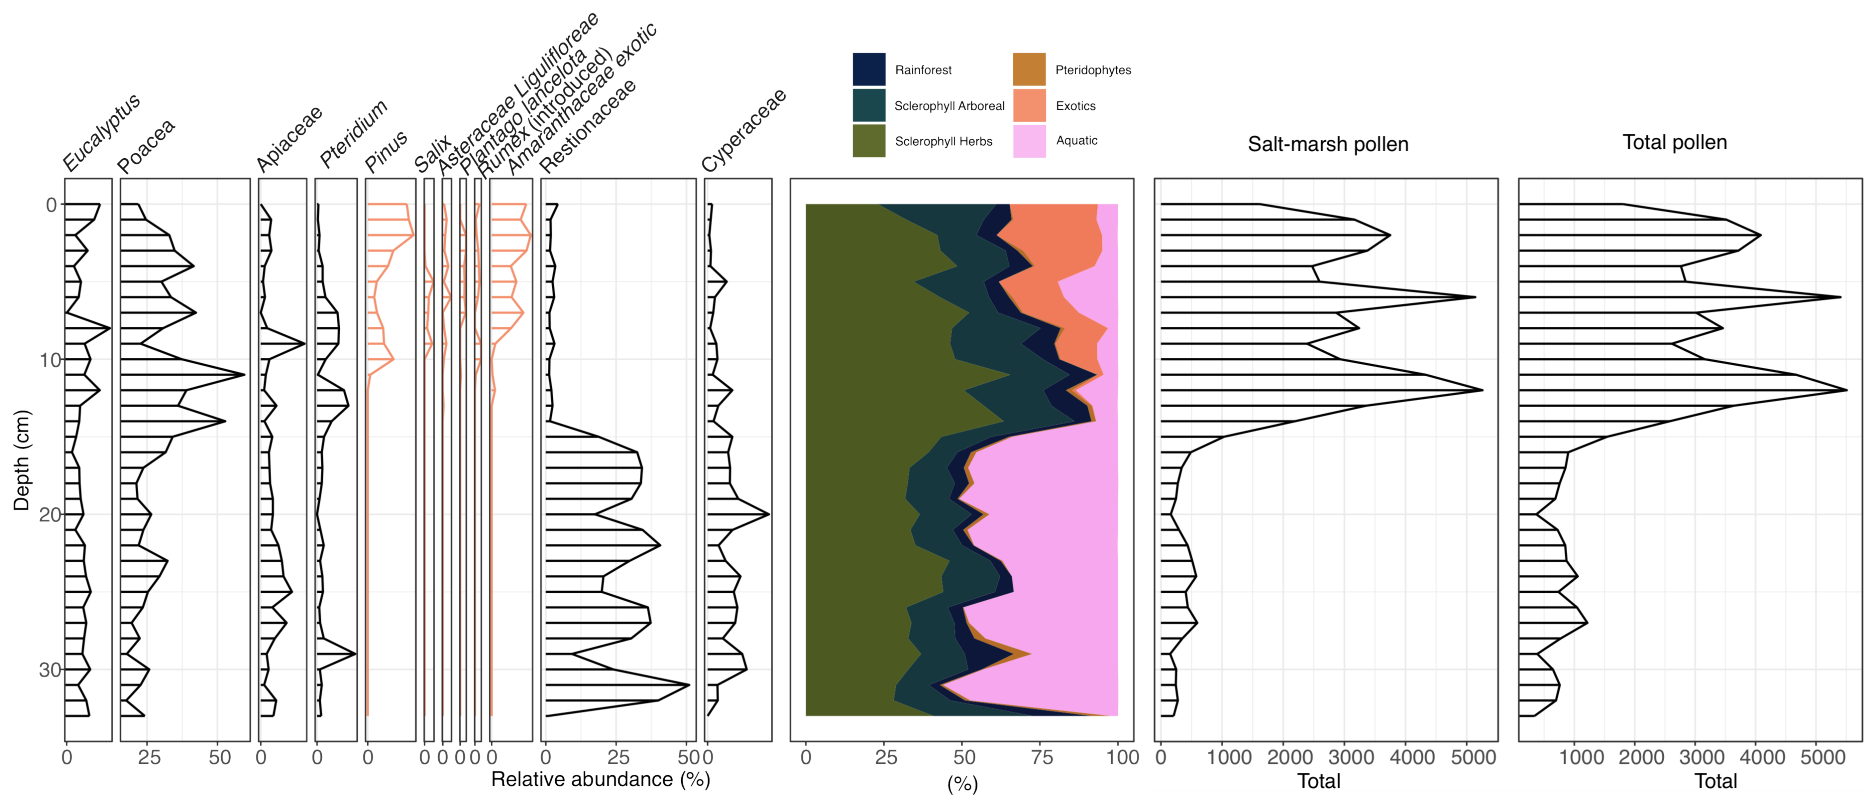 Eucalyptus
Poacea
Apiaceae
Pteridium
Pinus
Salix
Asteraceae Ligulifloreae
Plantago lancelota
Rumex (introduced)
Amaranthaceae exotic
Restionaceae
Cyperaceae
Rainforest
Sclerophyll Arboreal
Sclerophyll Herbs
Pteridophytes
Exotics
Aquatic
Salt-marsh pollen
Total pollen
Depth (cm)
0
10
20
30
0 25 50 0 0 0 0 0 0 0 0 0 25 50 0
Relative abundance (%)
0 25 50 75 100
(%)
0 1000 2000 3000 4000 5000
Total
1000 2000 3000 4000 5000
Total